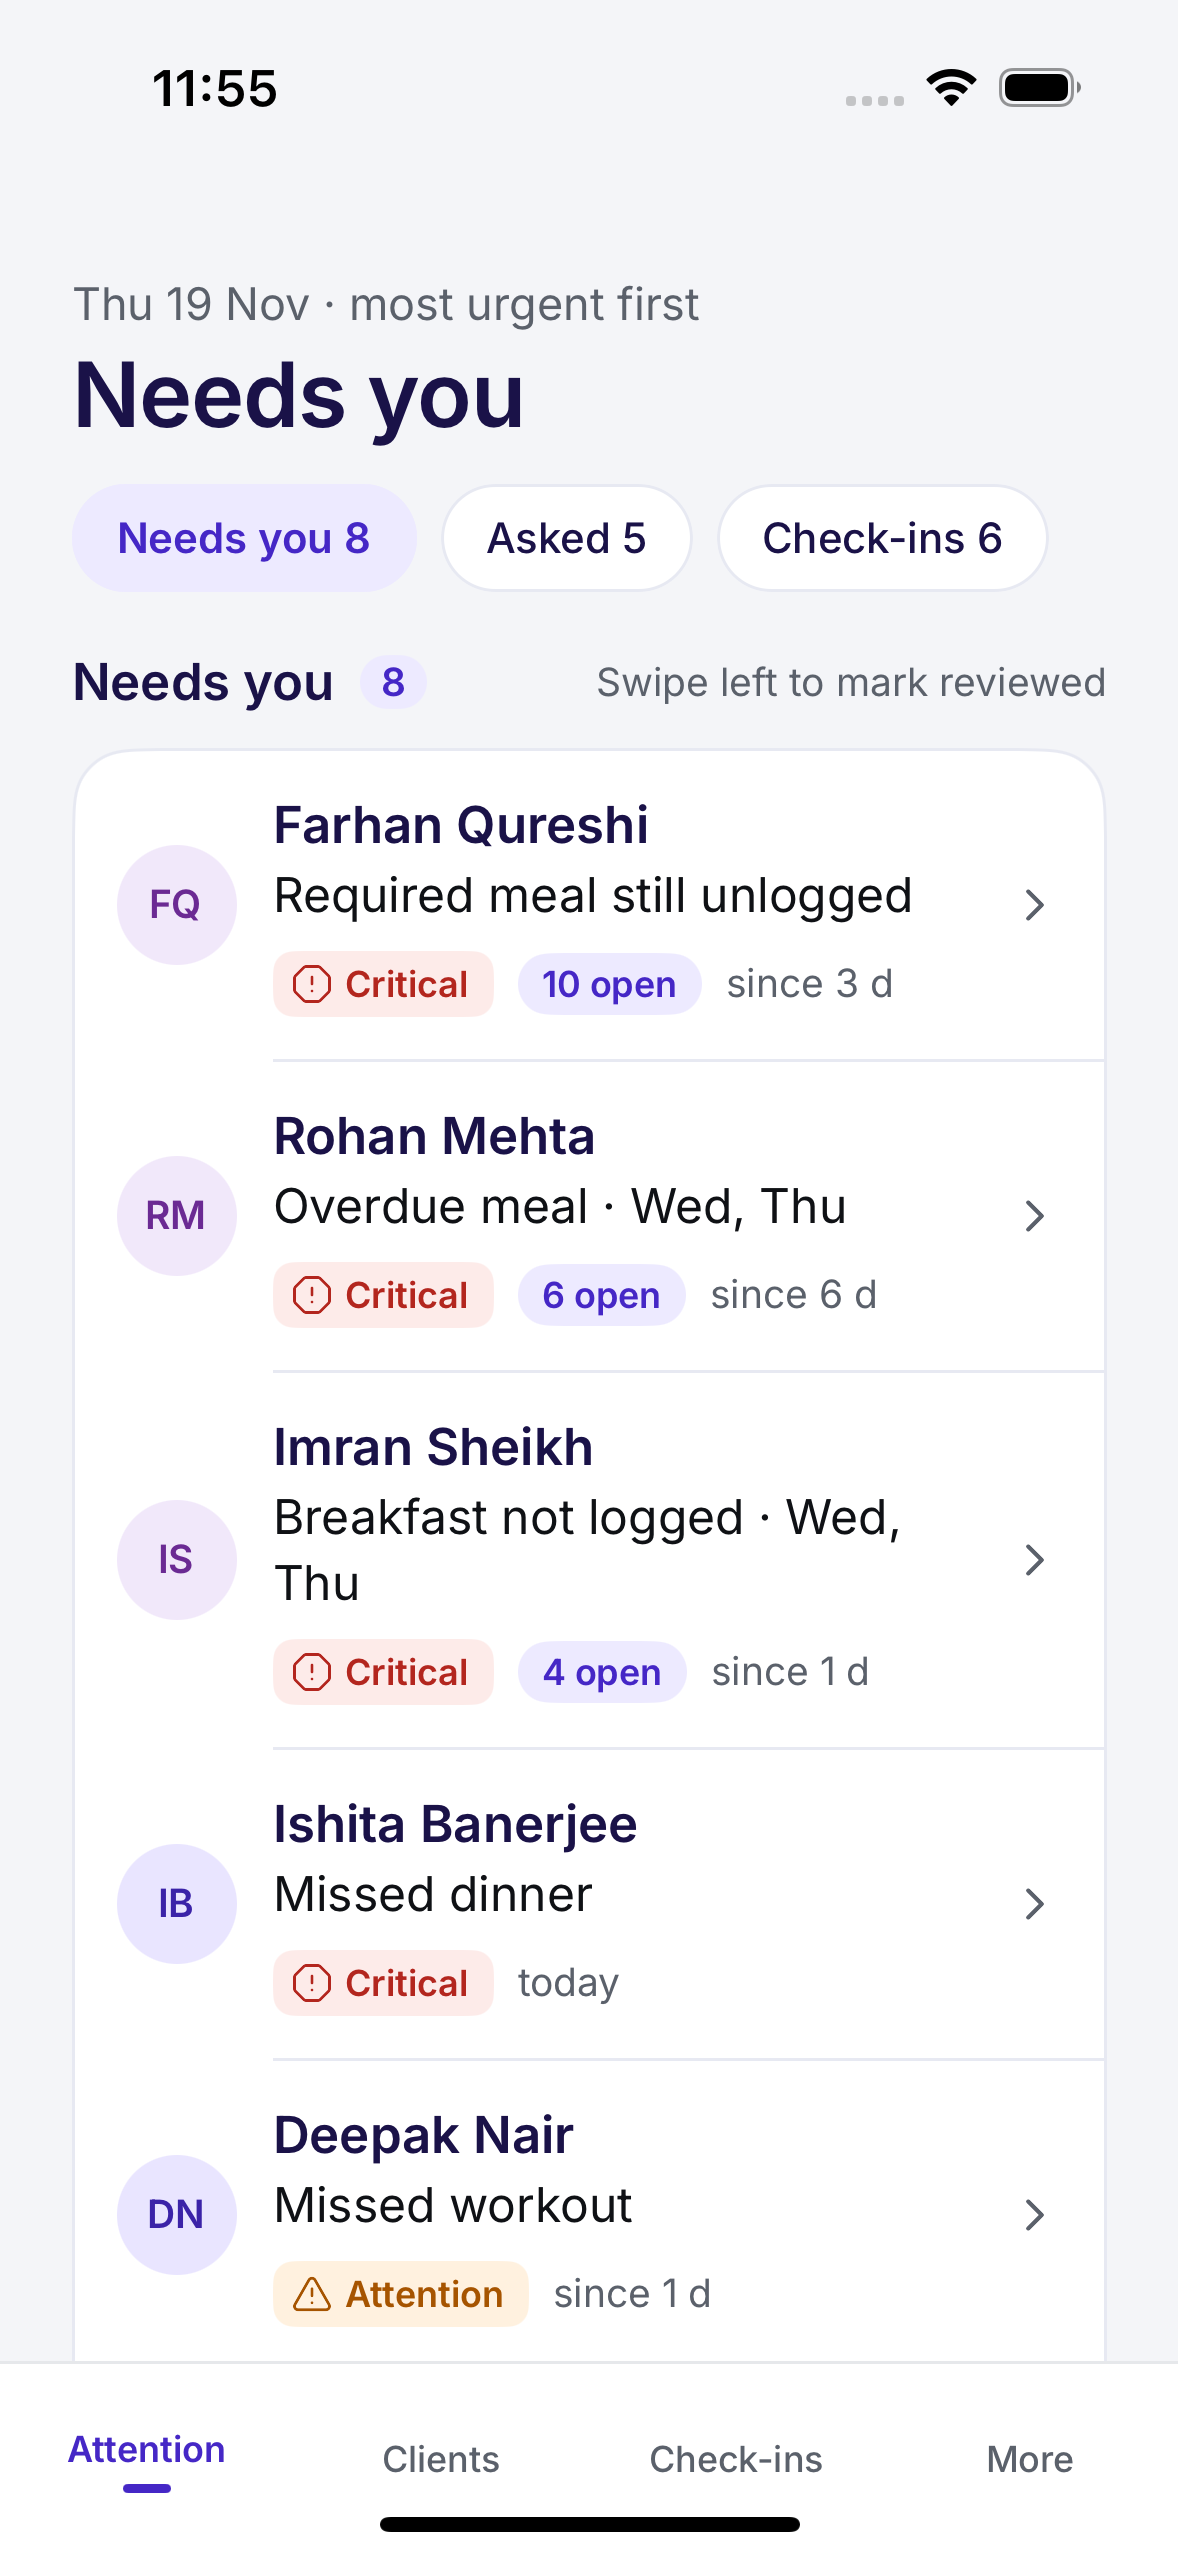 11:55
Thu 19 Nov · most urgent first
Needs you
Needs you 8
Asked 5
Check-ins 6
Needs you 8
Swipe left to mark reviewed
FQ
Farhan Qureshi
Required meal still unlogged
Critical
10 open
since 3 d
RM
Rohan Mehta
Overdue meal · Wed, Thu
Critical
6 open
since 6 d
IS
Imran Sheikh
Breakfast not logged · Wed,
Thu
Critical
4 open
since 1 d
IB
Ishita Banerjee
Missed dinner
Critical
today
DN
Deepak Nair
Missed workout
Attention
since 1 d
Attention
Clients
Check-ins
More